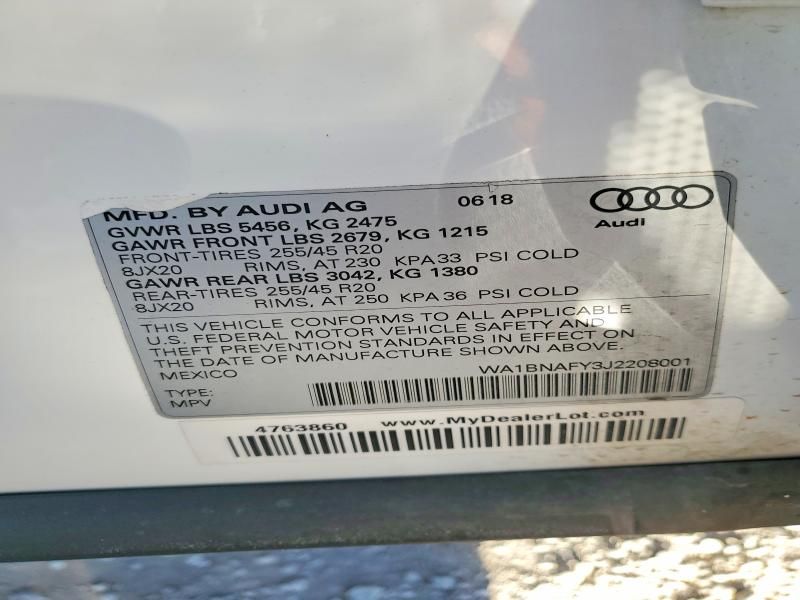 MFD. BY AUDI AG 0618
GVWR LBS 5456, KG 2475
GAWR FRONT LBS 2679, KG 1215
FRONT-TIRES 255/45 R20
8JX20 RIMS, AT 230 KPA 33 PSI COLD
GAWR REAR LBS 3042, KG 1380
REAR-TIRES 255/45 R20
8JX20 RIMS, AT 250 KPA 36 PSI COLD
Audi
THIS VEHICLE CONFORMS TO ALL APPLICABLE
U.S. FEDERAL MOTOR VEHICLE SAFETY AND
THEFT PREVENTION STANDARDS IN EFFECT ON
THE DATE OF MANUFACTURE SHOWN ABOVE.
MEXICO WA1BNAFY3J2208001
TYPE:
MPV
4763860 www.MyDealerLot.com